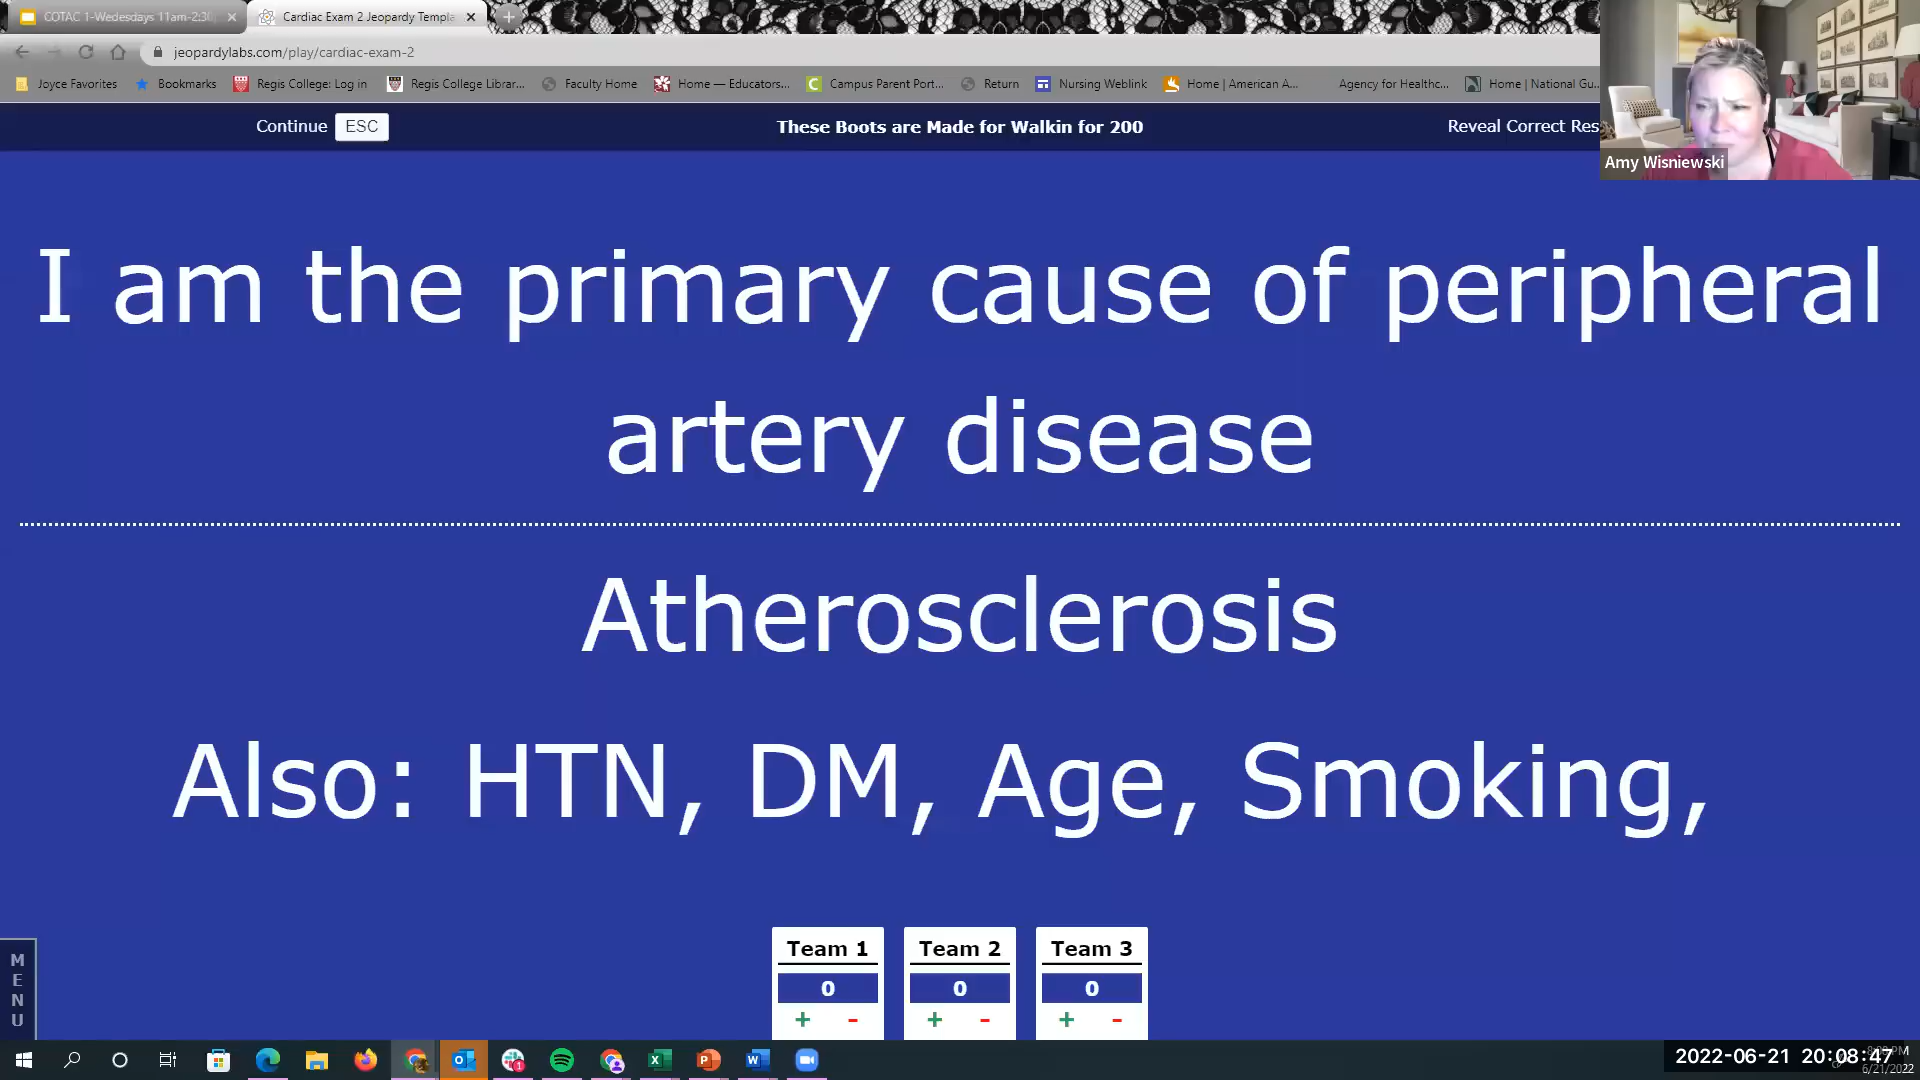 COTAC 1-Wedesdays 11am-2:30
Cardiac Exam 2 Jeopardy Templa
jeopardylabs.com/play/cardiac-exam-2
Joyce Favorites
Bookmarks
Regis College: Log in
Regis College Librar...
Faculty Home
Home — Educators...
Campus Parent Port...
Return
Nursing Weblink
Home | American A...
Agency for Healthc...
Home | National Gu...
Continue ESC
These Boots are Made for Walkin for 200
Reveal Correct Res
Amy Wisniewski
I am the primary cause of peripheral
artery disease
Atherosclerosis
Also: HTN, DM, Age, Smoking,
MENU
Team 1 Team 2 Team 3
0 0 0
+ - + - + -
2022-06-21 20:08:47
6/21/2022